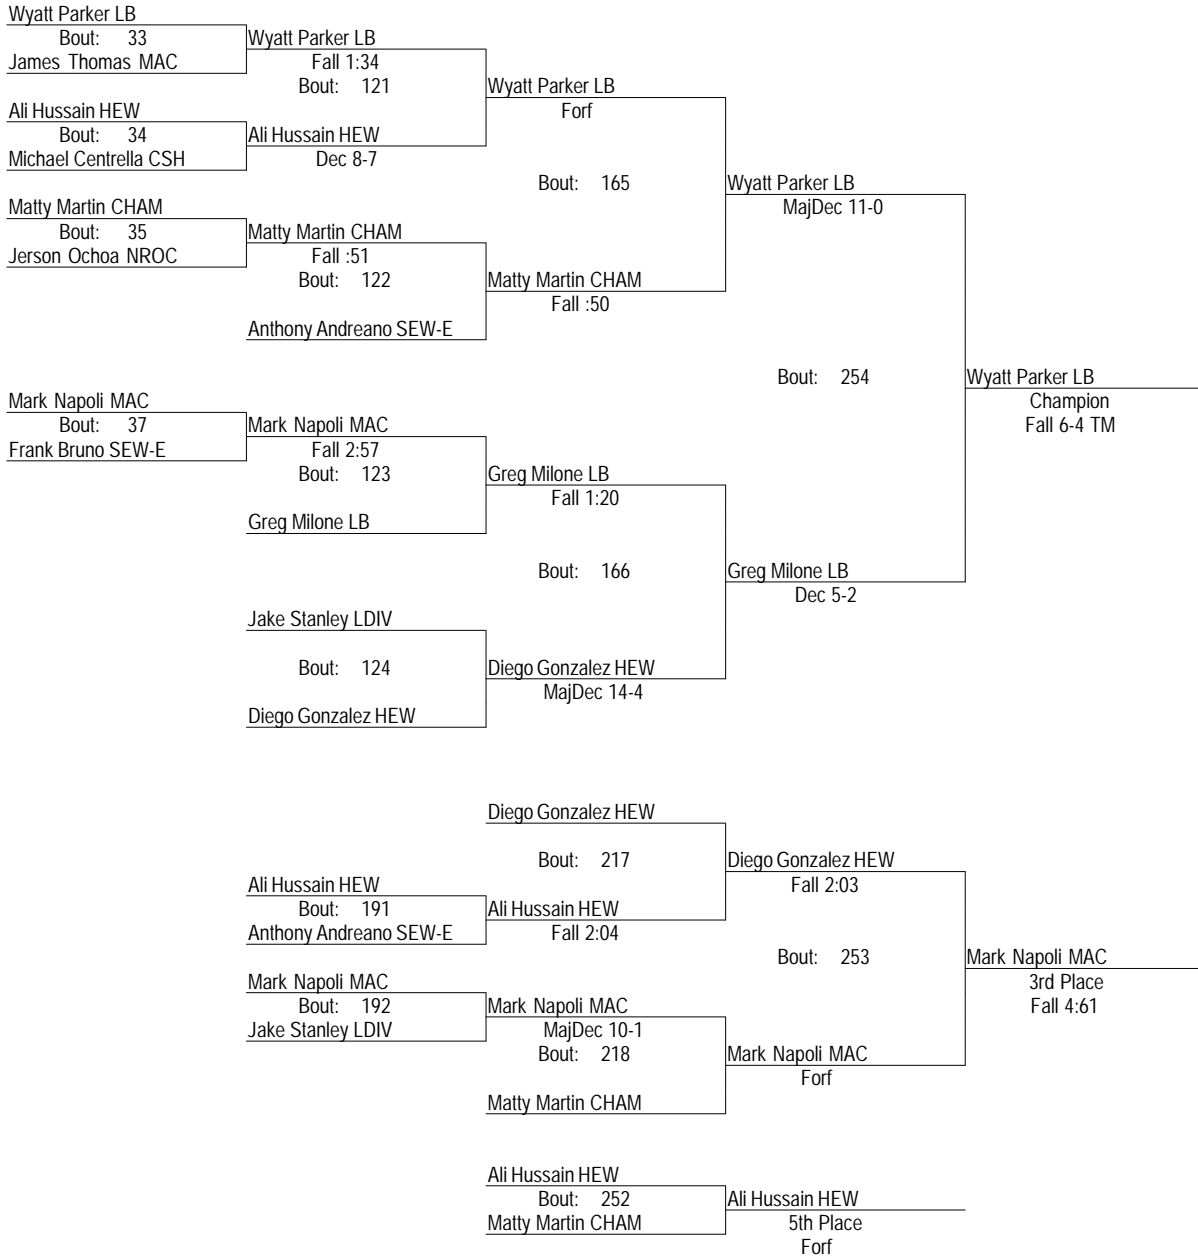 Wyatt Parker LB
Bout: 33
James Thomas MAC
Wyatt Parker LB
Fall 1:34
Bout: 121
Ali Hussain HEW
Bout: 34
Michael Centrella CSH
Ali Hussain HEW
Dec 8-7
Wyatt Parker LB
Forf
Bout: 165
Matty Martin CHAM
Bout: 35
Jerson Ochoa NROC
Matty Martin CHAM
Fall :51
Bout: 122
Anthony Andreano SEW-E
Matty Martin CHAM
Fall :50
Wyatt Parker LB
MajDec 11-0
Bout: 254
Mark Napoli MAC
Bout: 37
Frank Bruno SEW-E
Mark Napoli MAC
Fall 2:57
Bout: 123
Greg Milone LB
Greg Milone LB
Fall 1:20
Bout: 166
Jake Stanley LDIV
Bout: 124
Diego Gonzalez HEW
Diego Gonzalez HEW
MajDec 14-4
Greg Milone LB
Dec 5-2
Wyatt Parker LB
Champion
Fall 6-4 TM
Diego Gonzalez HEW
Bout: 217
Ali Hussain HEW
Bout: 191
Anthony Andreano SEW-E
Ali Hussain HEW
Fall 2:04
Diego Gonzalez HEW
Fall 2:03
Bout: 253
Mark Napoli MAC
Bout: 192
Jake Stanley LDIV
Mark Napoli MAC
MajDec 10-1
Bout: 218
Matty Martin CHAM
Mark Napoli MAC
Forf
Mark Napoli MAC
3rd Place
Fall 4:61
Ali Hussain HEW
Bout: 252
Matty Martin CHAM
Ali Hussain HEW
5th Place
Forf